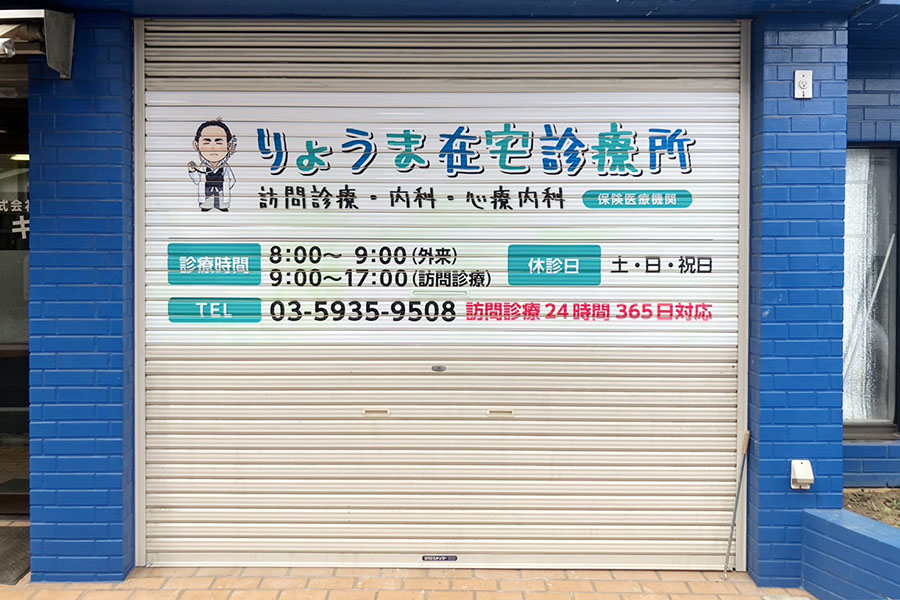 りょうま在宅診療所
訪問診療・内科・心療内科 保険医療機関
診療時間 8:00〜 9:00(外来) 休診日 土・日・祝日
9:00〜17:00(訪問診療)
TEL 03-5935-9508 訪問診療24時間365日対応
式会社